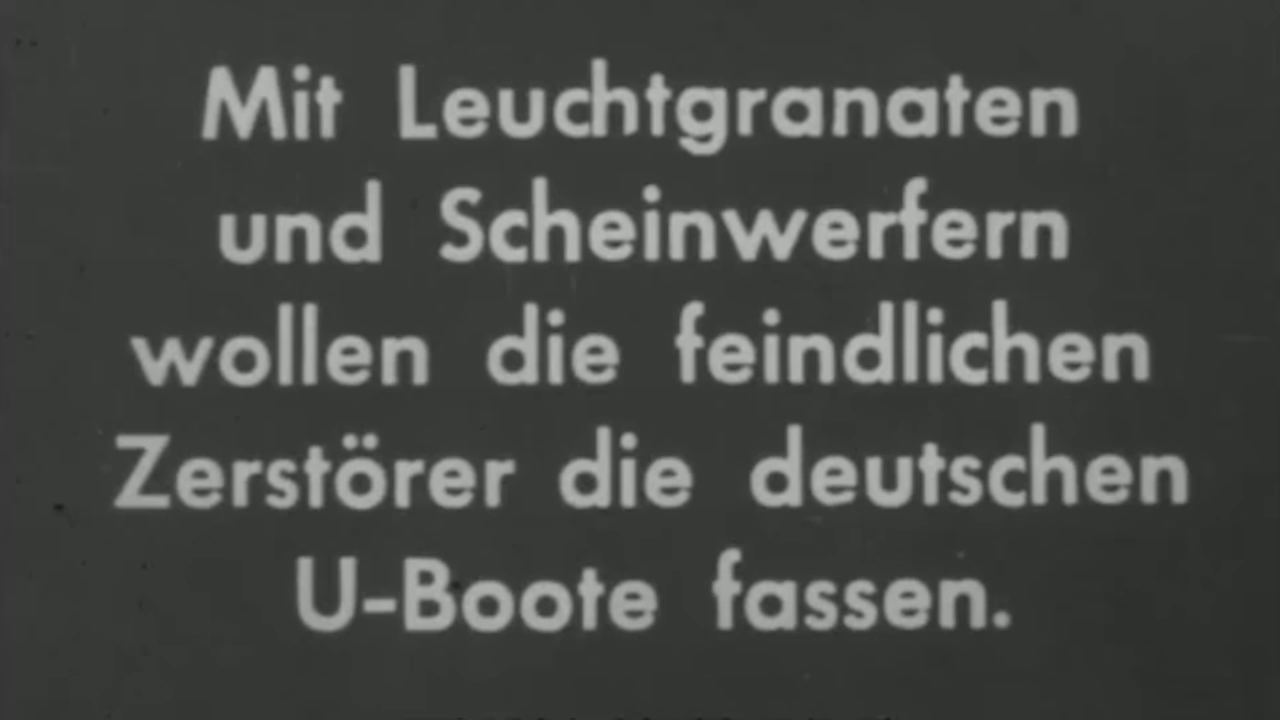 Mit Leuchtgranaten
und Scheinwerfern
wollen die feindlichen
Zerstörer die deutschen
U-Boote fassen.